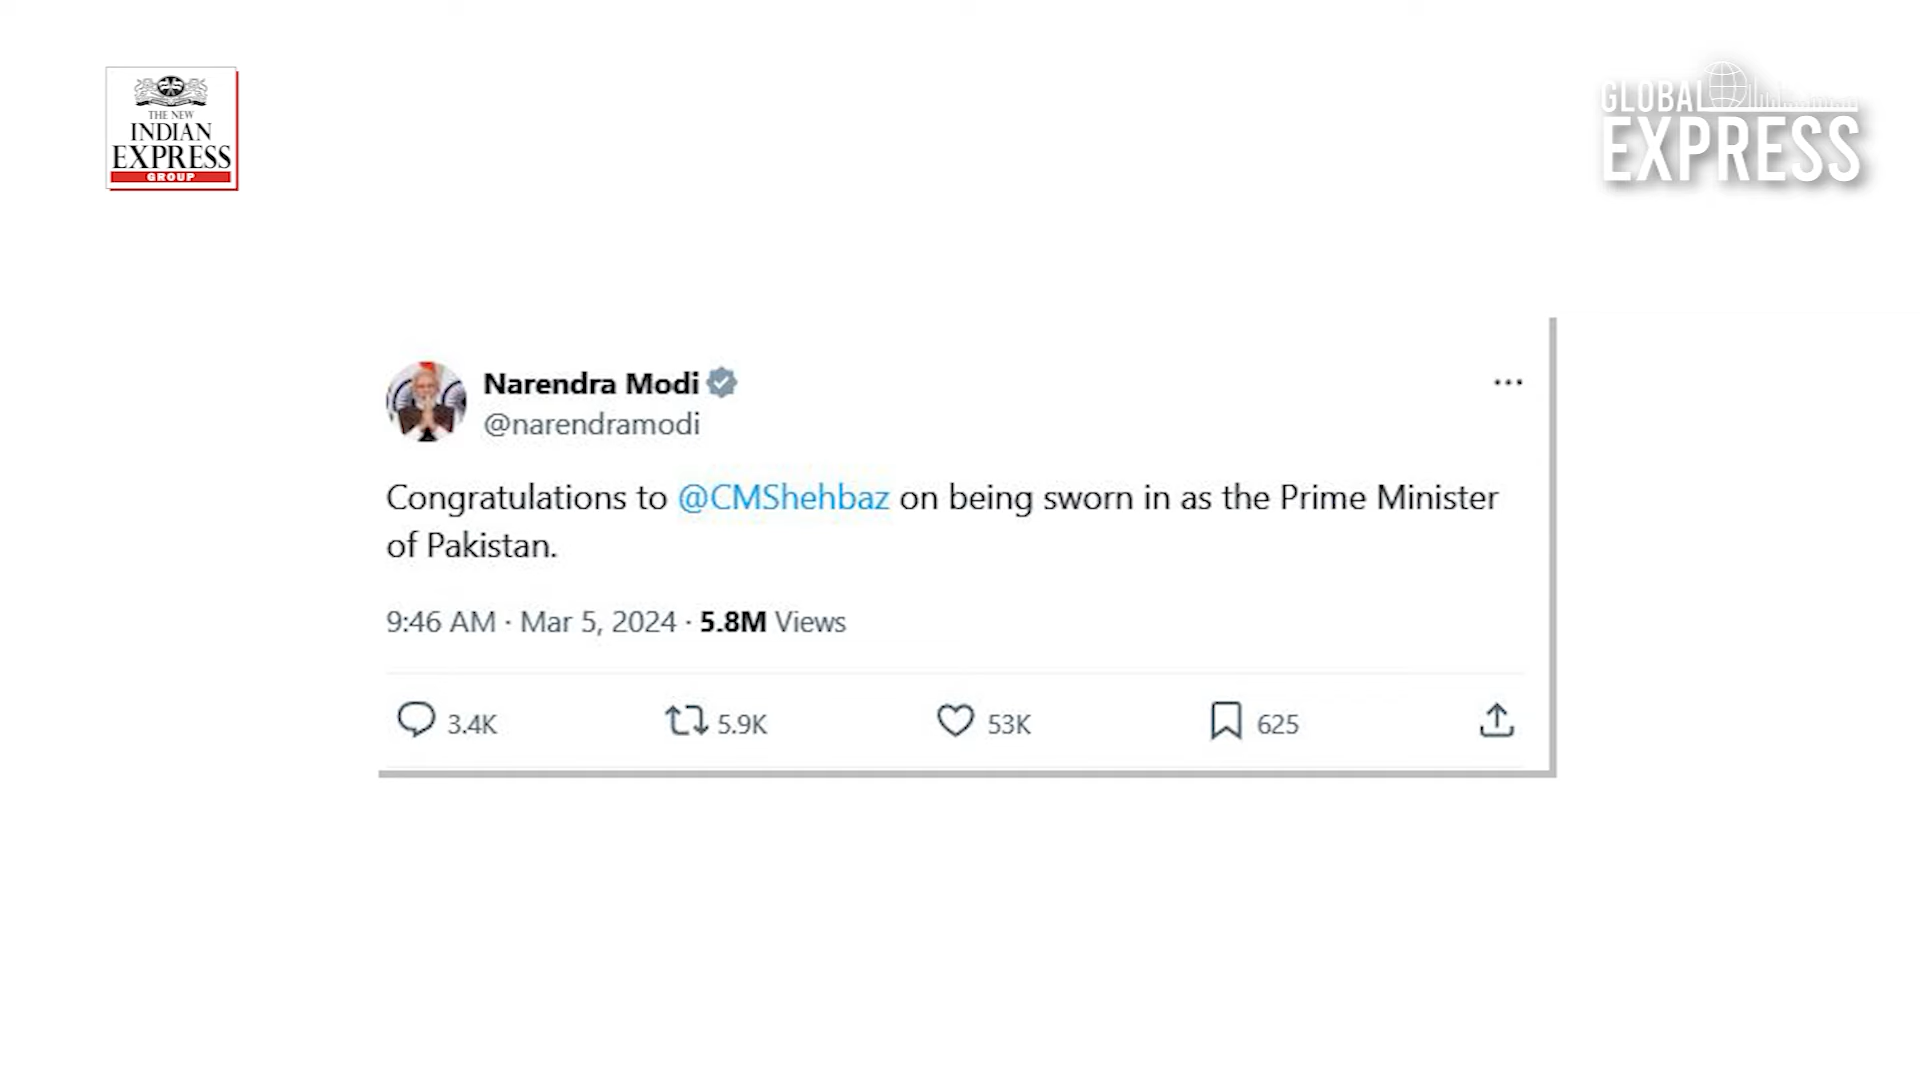 THE NEW
INDIAN
EXPRESS
GROUP
GLOBAL
EXPRESS
Narendra Modi
@narendramodi
Congratulations to @CMShehbaz on being sworn in as the Prime Minister
of Pakistan.
9:46 AM · Mar 5, 2024 · 5.8M Views
3.4K 5.9K 53K 625